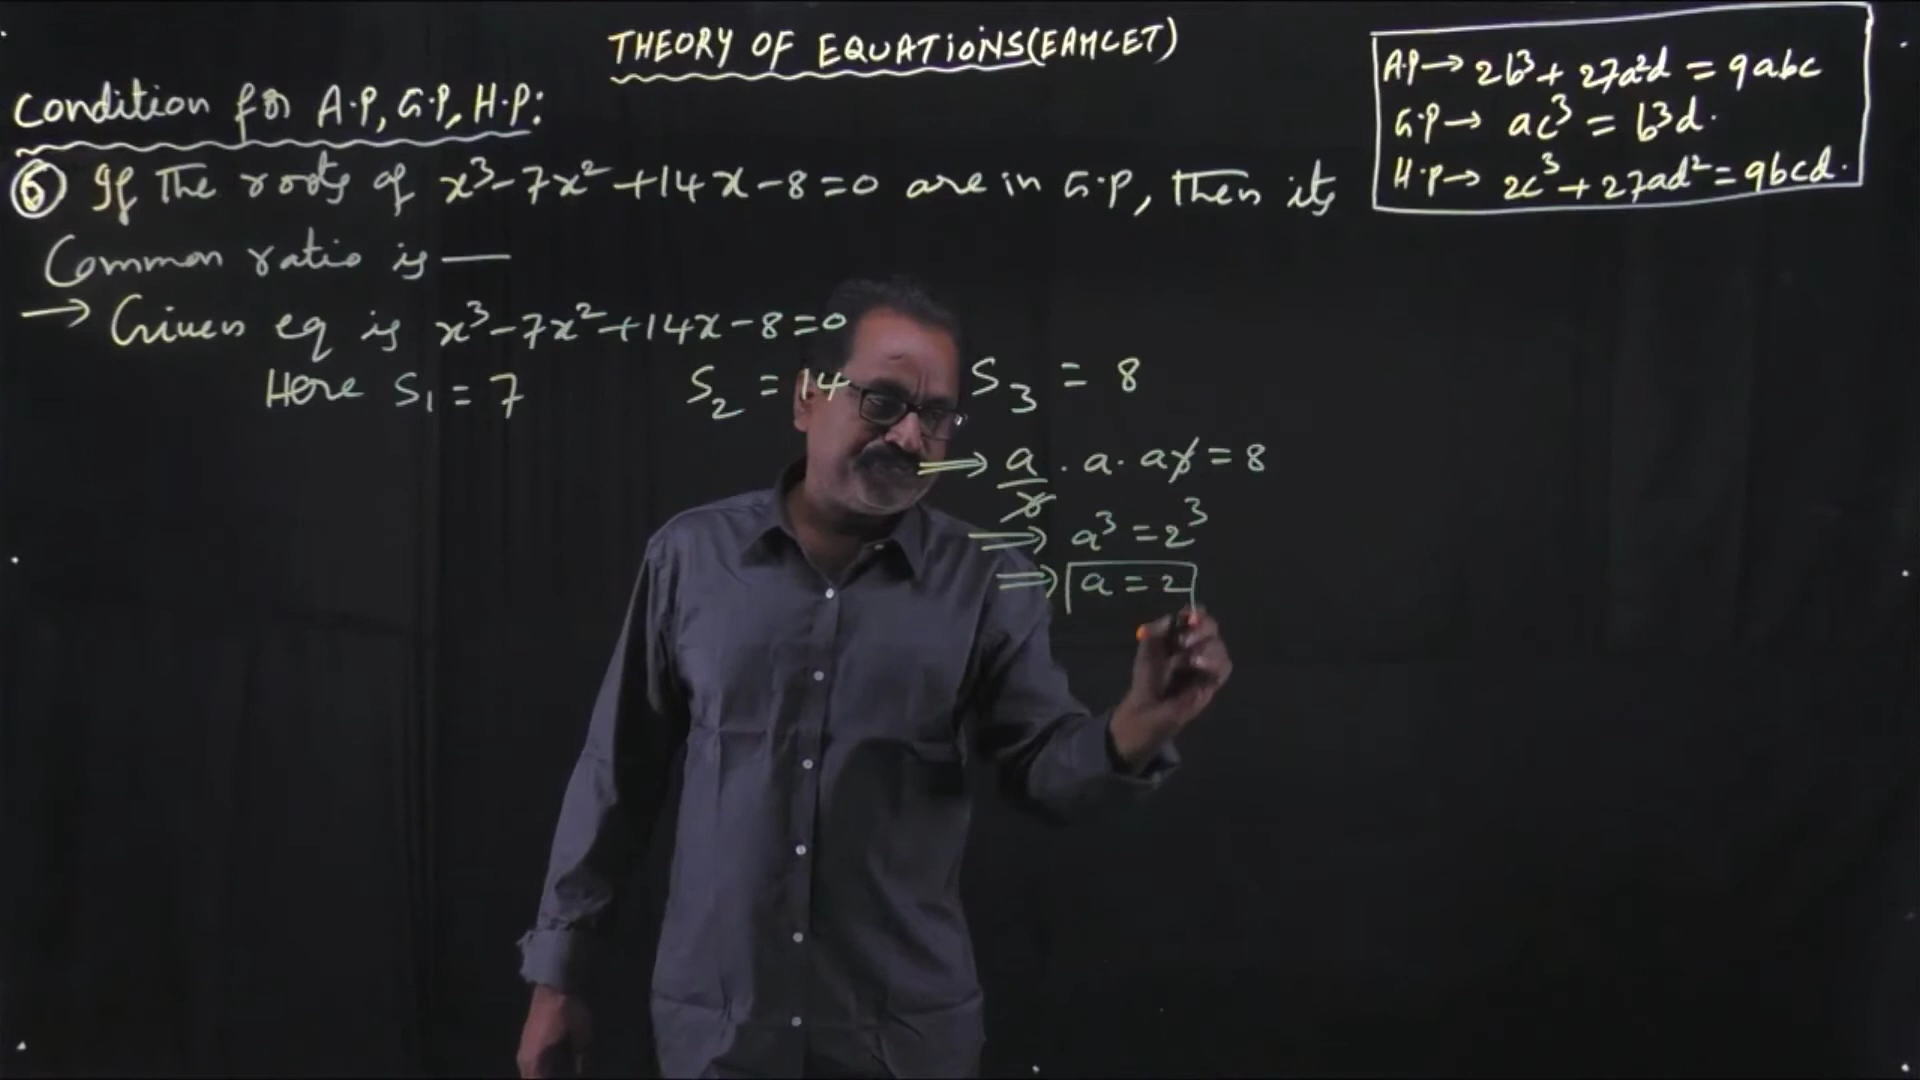 THEORY OF EQUATIONS(EAMCET)
Condition for A.P, G.P, H.P:
A.P → 2b³ + 27a²d = 9abc
G.P → ac³ = b³d.
H.P → 2c³ + 27ad² = 9bcd.
⑥ If The roots of x³-7x²+14x-8=0 are in G.P, Then its
Common ratio is —
→ Given eq is x³-7x²+14x-8=0
Here S₁ = 7 S₂ = 14 S₃ = 8
⇒ a/r . a . ar = 8
⇒ a³ = 2³
⇒ a = 2